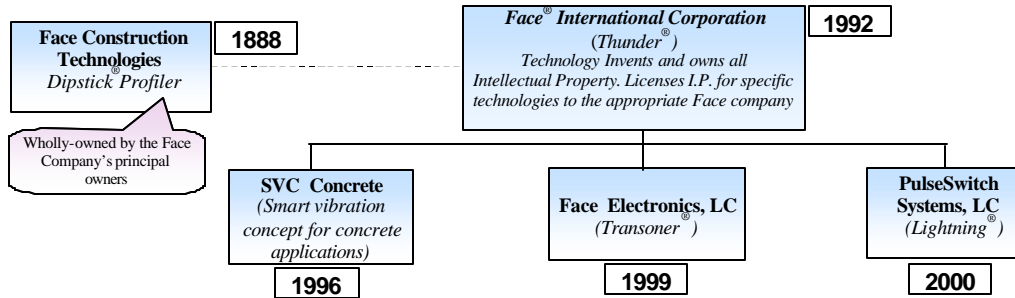 Face Construction
Technologies
Dipstick® Profiler
1888
Wholly-owned by the Face
Company's principal
owners
Face® International Corporation
(Thunder®)
Technology Invents and owns all
Intellectual Property. Licenses I.P. for specific
technologies to the appropriate Face company
1992
SVC Concrete
(Smart vibration
concept for concrete
applications)
1996
Face Electronics, LC
(Transoner®)
1999
PulseSwitch
Systems, LC
(Lightning®)
2000